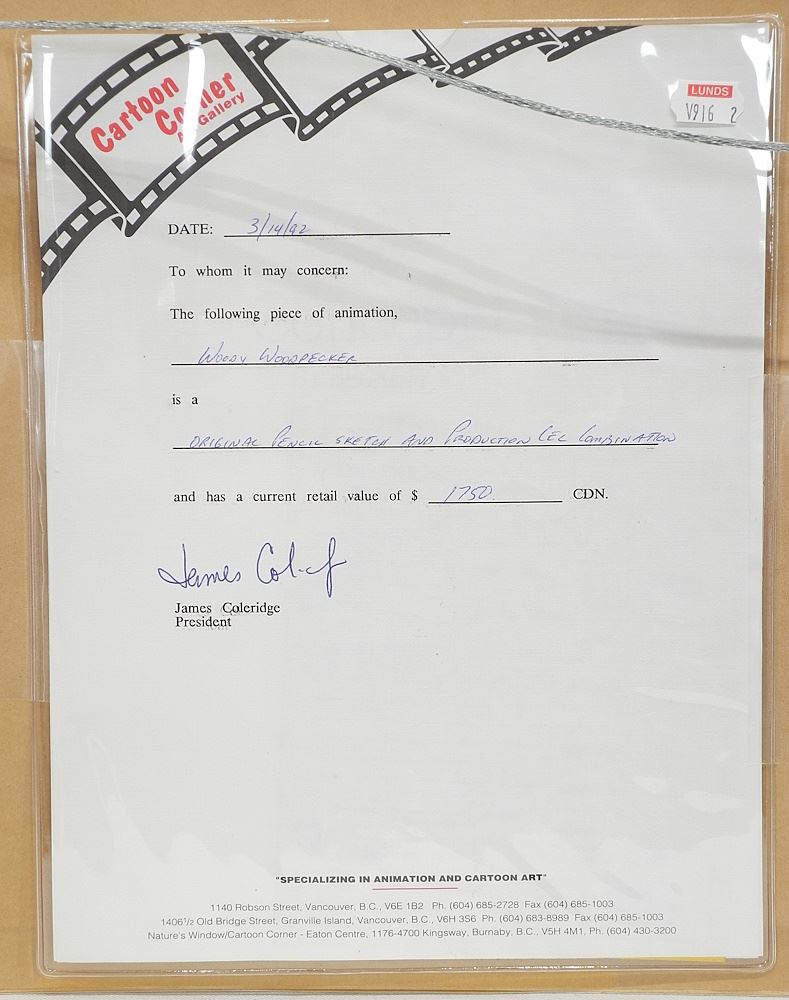 Cartoon
Corner
Art Gallery
LUNDS
V916 2
DATE: 3/14/92
To whom it may concern:
The following piece of animation,
WOODY WOODPECKER
is a
ORIGINAL PENCIL SKETCH AND PRODUCTION CEL COMBINATION
and has a current retail value of $ 1750. CDN.
James Coleridge
President
"SPECIALIZING IN ANIMATION AND CARTOON ART"
1140 Robson Street, Vancouver, B.C., V6E 1B2 Ph. (604) 685-2728 Fax (604) 685-1003
1406½ Old Bridge Street, Granville Island, Vancouver, B.C., V6H 3S6 Ph. (604) 683-8989 Fax (604) 685-1003
Nature's Window/Cartoon Corner - Eaton Centre, 1176-4700 Kingsway, Burnaby, B.C., V5H 4M1, Ph. (604) 430-3200